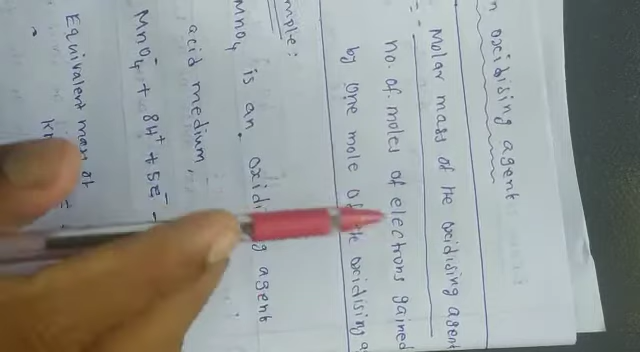 n oxidising agent
= Molar mass of the oxidising agent
no. of moles of electrons gained
by one mole of the oxidising a
mple:
MnO4 is an oxidi g agent
acid medium,
MnO4⁻ + 8H⁺ + 5e⁻
Equivalent mass of =